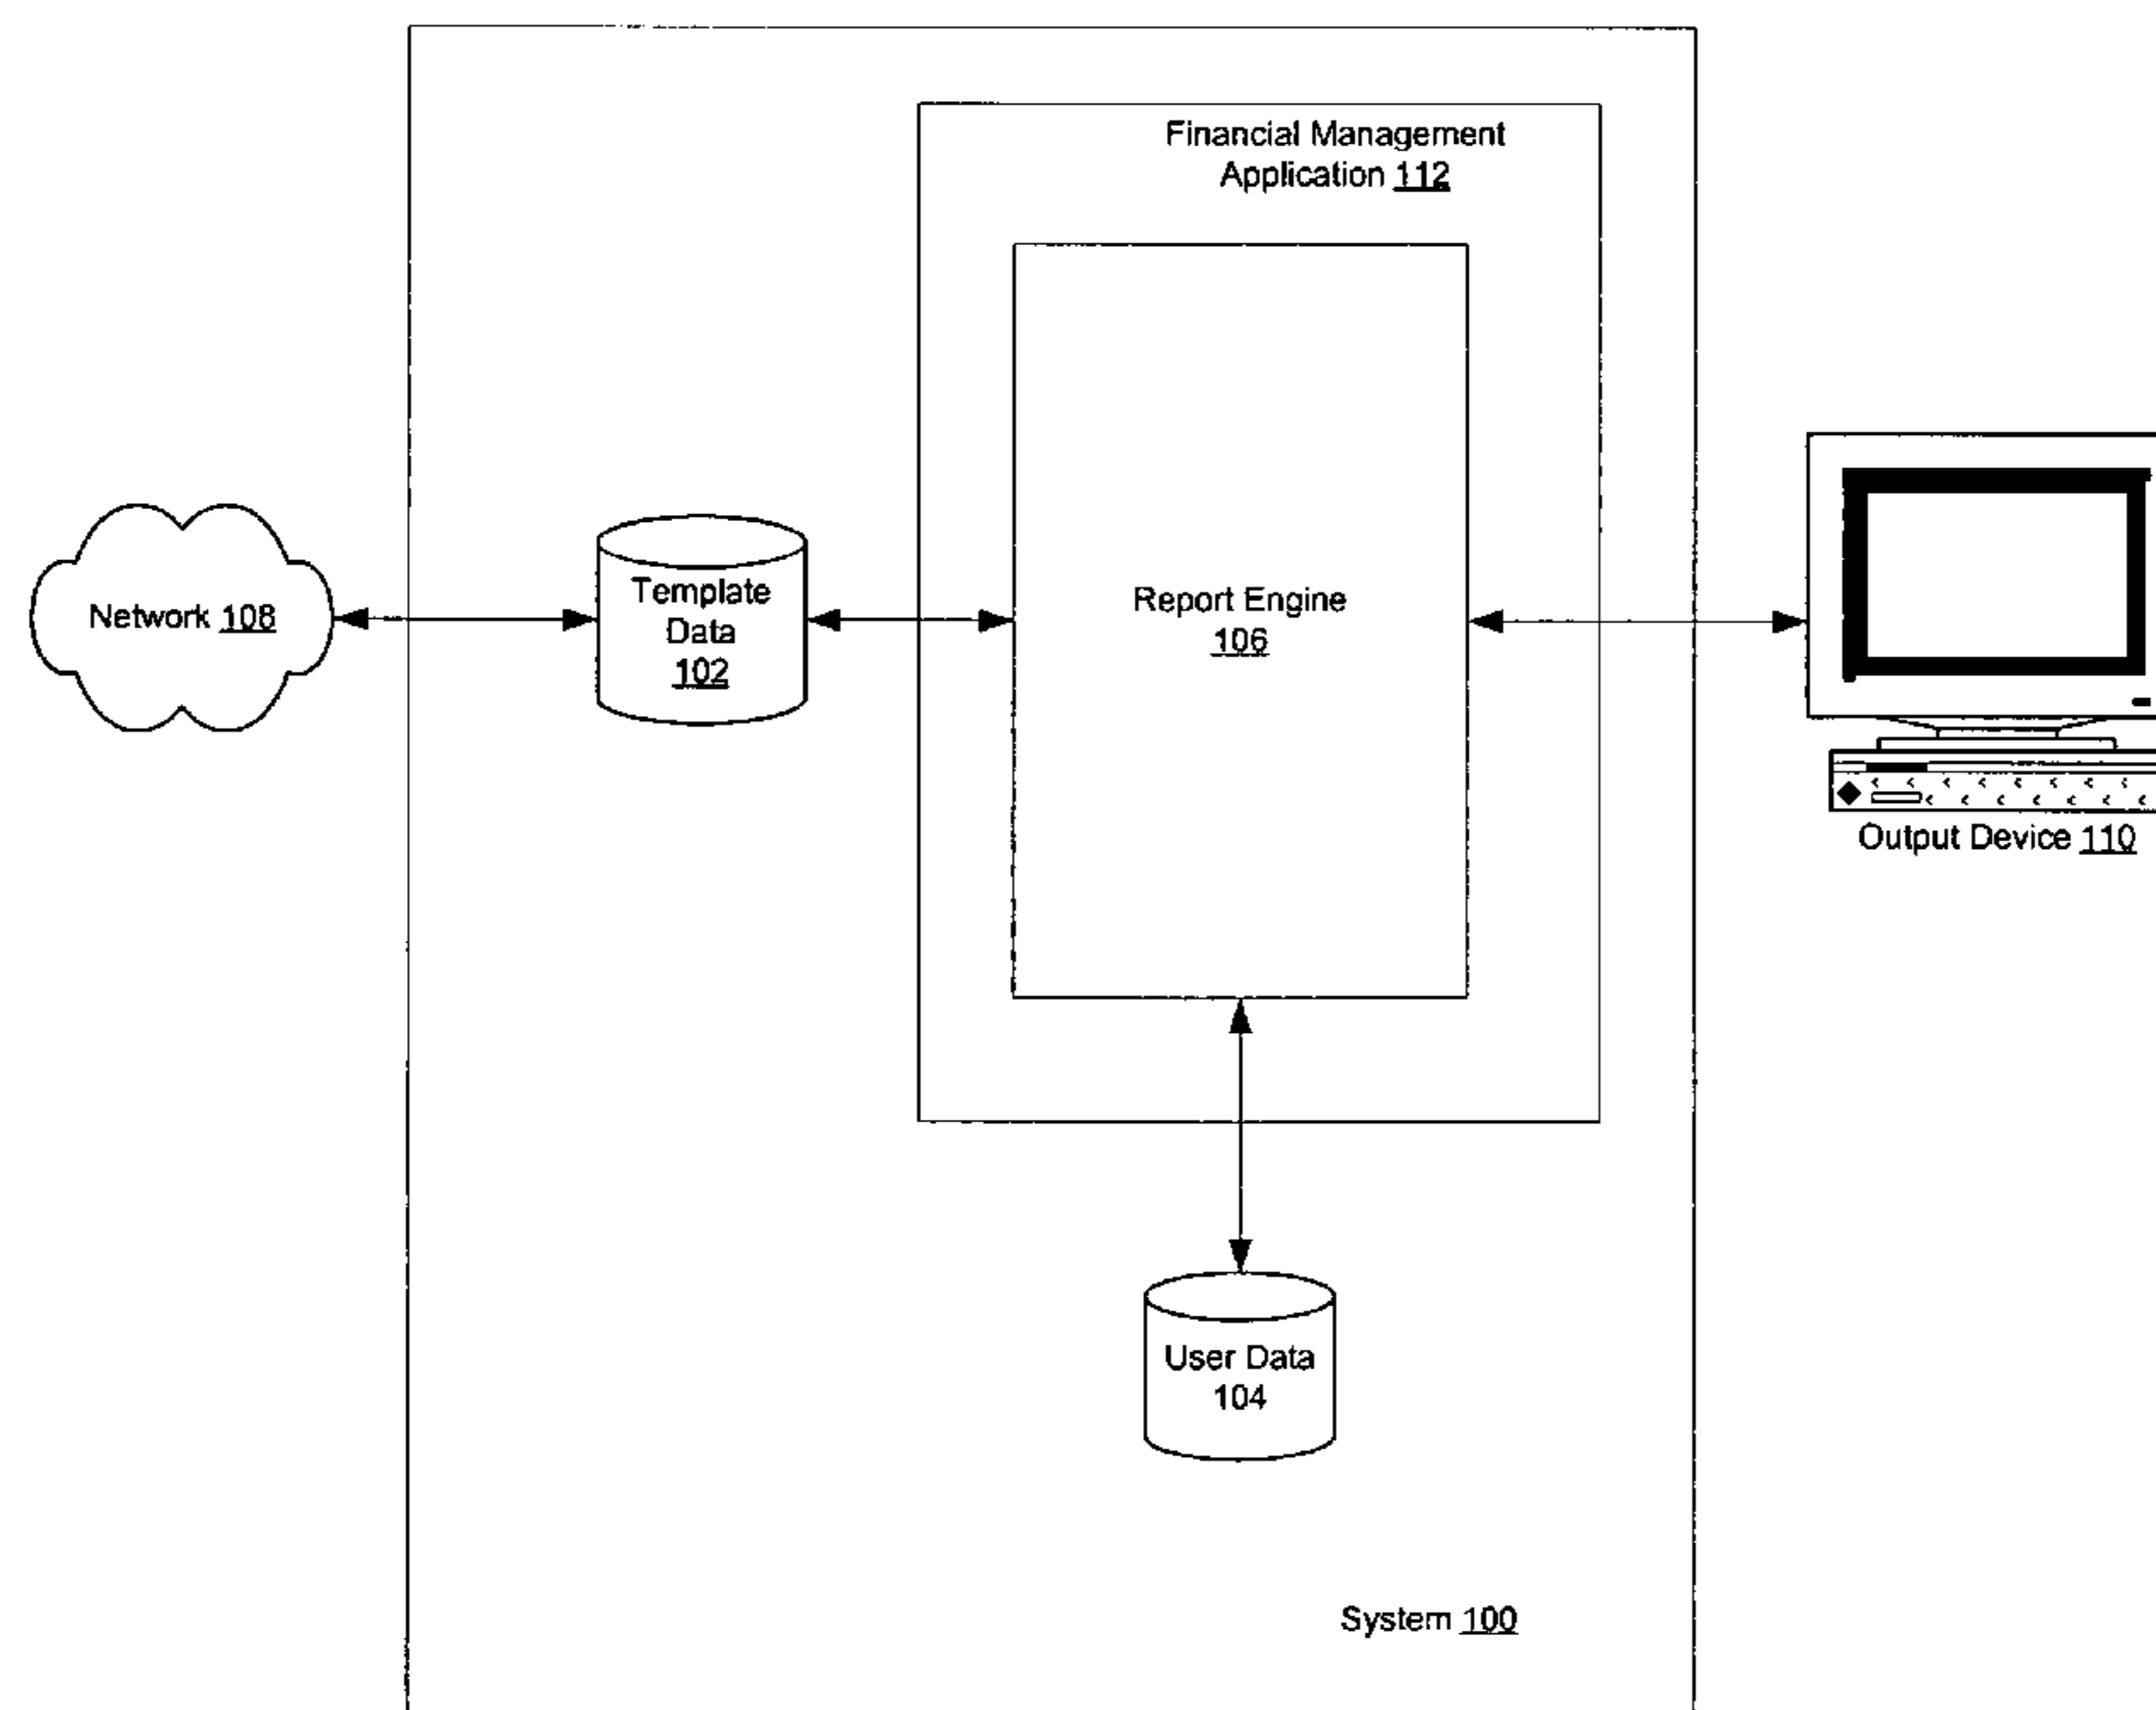 Financial Management
Application 112
Network 108
Template
Data
102
Report Engine
106
Output Device 110
User Data
104
System 100